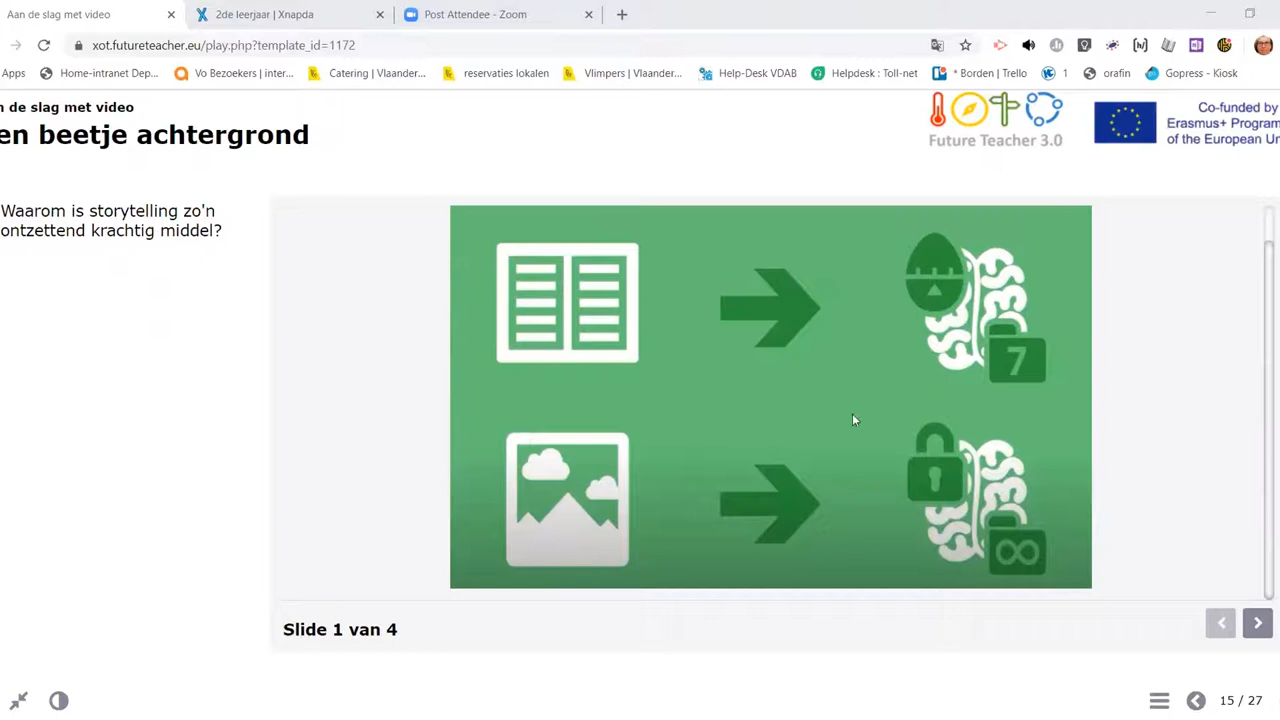 Aan de slag met video
2de leerjaar | Xnapda
Post Attendee - Zoom
xot.futureteacher.eu/play.php?template_id=1172
Apps
Home-intranet Dep...
Vo Bezoekers | inter...
Catering | Vlaander...
reservaties lokalen
Vlimpers | Vlaander...
Help-Desk VDAB
Helpdesk : Toll-net
* Borden | Trello
1
orafin
Gopress - Kiosk
n de slag met video
en beetje achtergrond
Future Teacher 3.0
Co-funded by
Erasmus+ Program
of the European Un
Waarom is storytelling zo'n
ontzettend krachtig middel?
7
∞
Slide 1 van 4
15 / 27